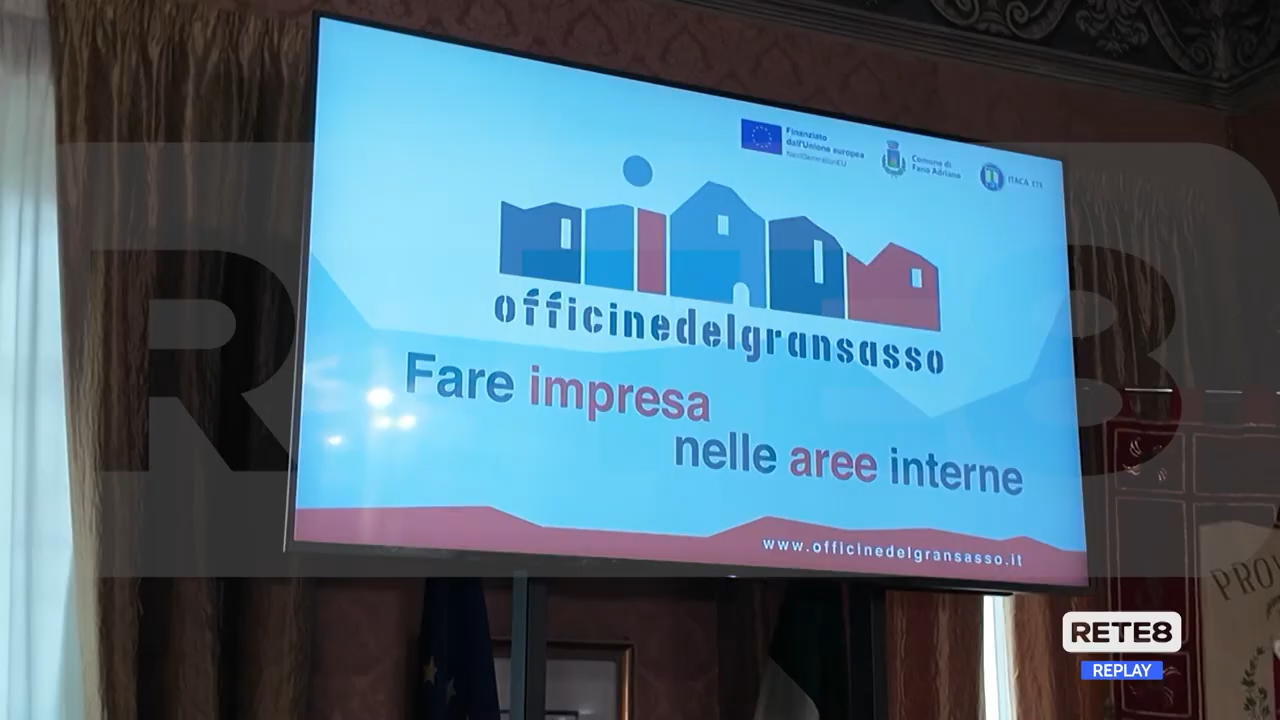 Finanziato
dall'Unione europea
NextGenerationEU
Comune di
Fano Adriano
ITACA ETS
officinedelgransasso
Fare impresa
nelle aree interne
www.officinedelgransasso.it
RETE8
REPLAY